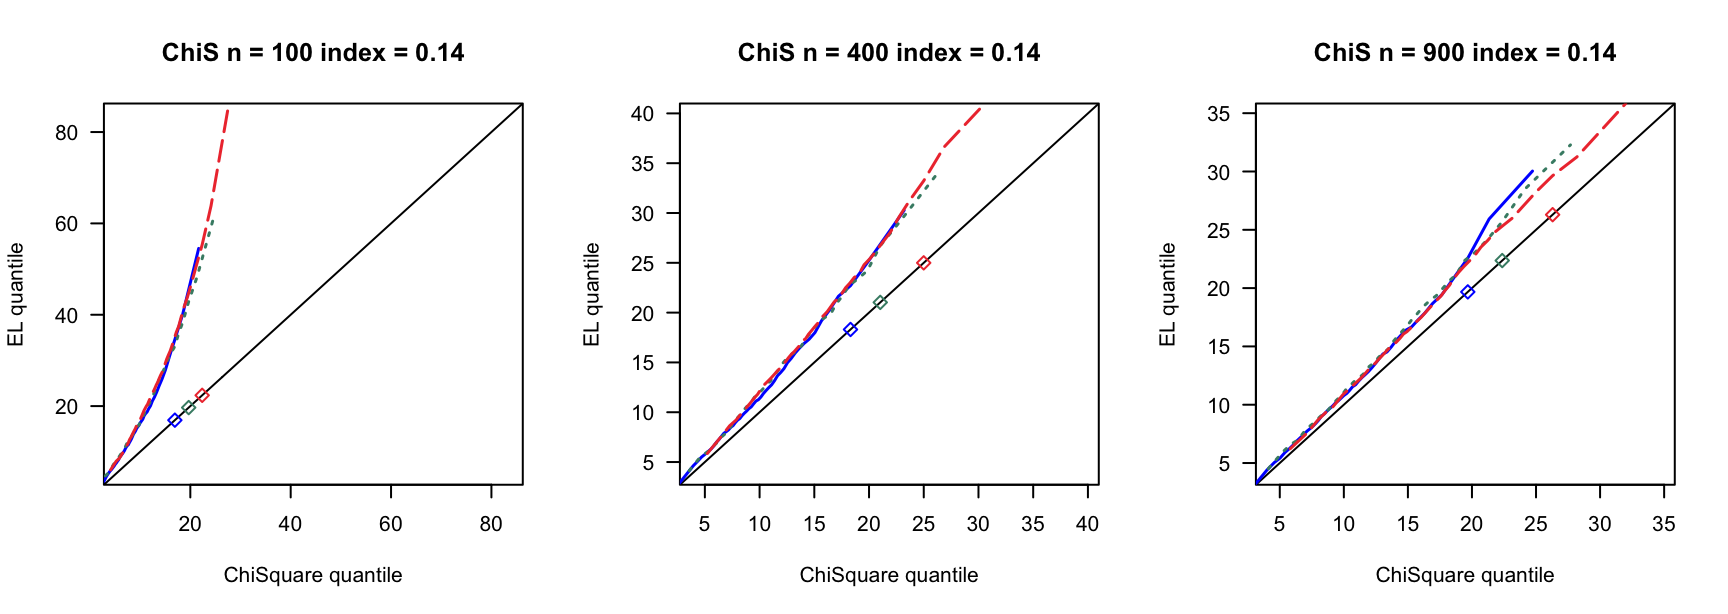 ChiS n = 100 index = 0.14
EL quantile
80
60
40
20
20 40 60 80
ChiSquare quantile
ChiS n = 400 index = 0.14
EL quantile
40
35
30
25
20
15
10
5
5 10 15 20 25 30 35 40
ChiSquare quantile
ChiS n = 900 index = 0.14
EL quantile
35
30
25
20
15
10
5
5 10 15 20 25 30 35
ChiSquare quantile